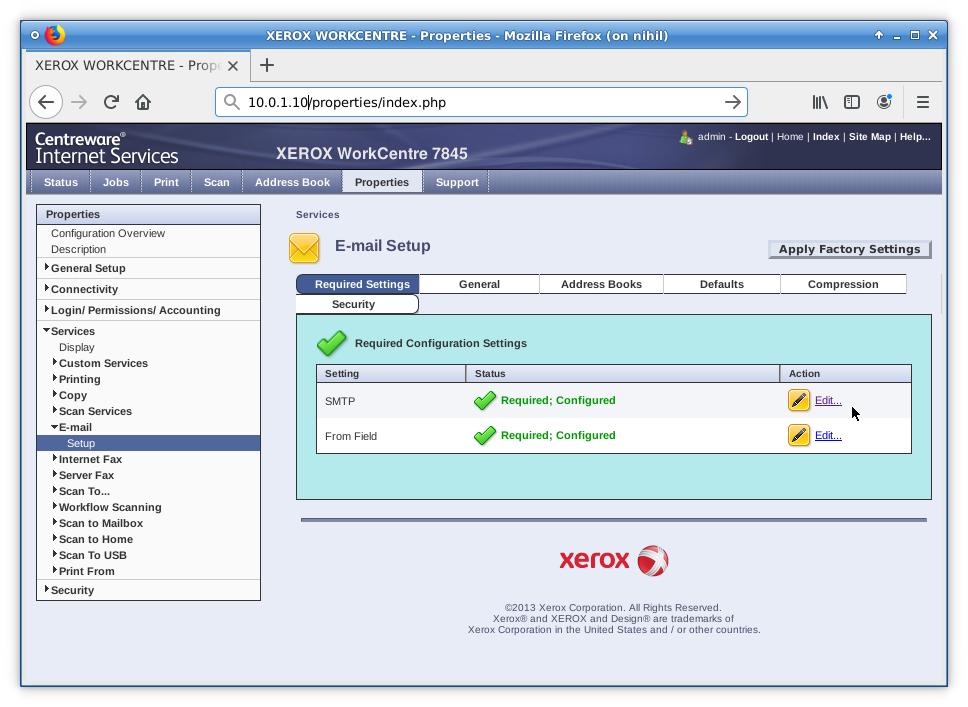 XEROX WORKCENTRE - Properties - Mozilla Firefox (on nihil)
XEROX WORKCENTRE - Prope
10.0.1.10/properties/index.php
Centreware®
Internet Services
XEROX WorkCentre 7845
admin - Logout | Home | Index | Site Map | Help...
Status Jobs Print Scan Address Book Properties Support
Properties
Configuration Overview
Description
General Setup
Connectivity
Login/ Permissions/ Accounting
Services
Display
Custom Services
Printing
Copy
Scan Services
E-mail
Setup
Internet Fax
Server Fax
Scan To...
Workflow Scanning
Scan to Mailbox
Scan to Home
Scan To USB
Print From
Security
Services
E-mail Setup
Apply Factory Settings
Required Settings General Address Books Defaults Compression
Security
Required Configuration Settings
Setting Status Action
SMTP Required; Configured Edit...
From Field Required; Configured Edit...
xerox
©2013 Xerox Corporation. All Rights Reserved.
Xerox® and XEROX and Design® are trademarks of
Xerox Corporation in the United States and / or other countries.